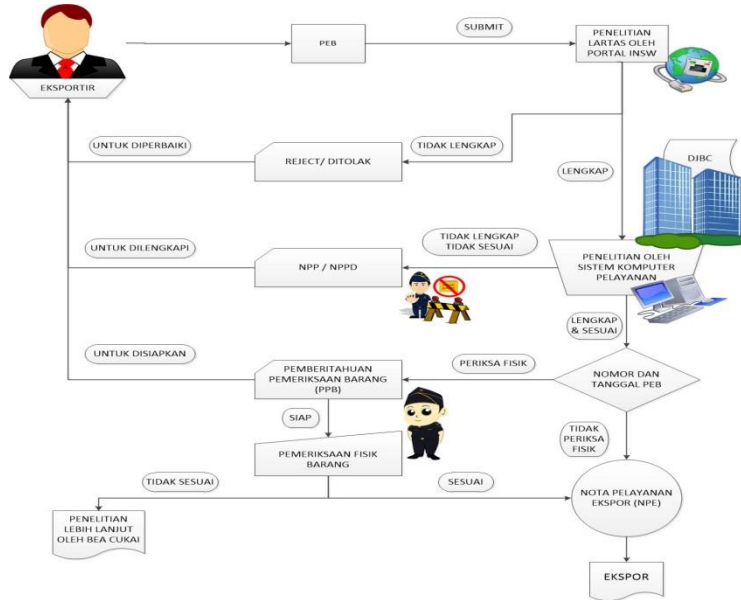 EKSPORTIR
PEB
SUBMIT
PENELITIAN
LARTAS OLEH
PORTAL INSW
UNTUK DIPERBAIKI
REJECT/ DITOLAK
TIDAK LENGKAP
LENGKAP
DJBC
UNTUK DILENGKAPI
NPP / NPPD
TIDAK LENGKAP
TIDAK SESUAI
PENELITIAN OLEH
SISTEM KOMPUTER
PELAYANAN
LENGKAP
& SESUAI
UNTUK DISIAPKAN
PEMBERITAHUAN
PEMERIKSAAN BARANG
(PPB)
PERIKSA FISIK
NOMOR DAN
TANGGAL PEB
SIAP
TIDAK
PERIKSA
FISIK
PEMERIKSAAN FISIK
BARANG
TIDAK SESUAI
SESUAI
PENELITIAN
LEBIH LANJUT
OLEH BEA CUKAI
NOTA PELAYANAN
EKSPOR (NPE)
EKSPOR